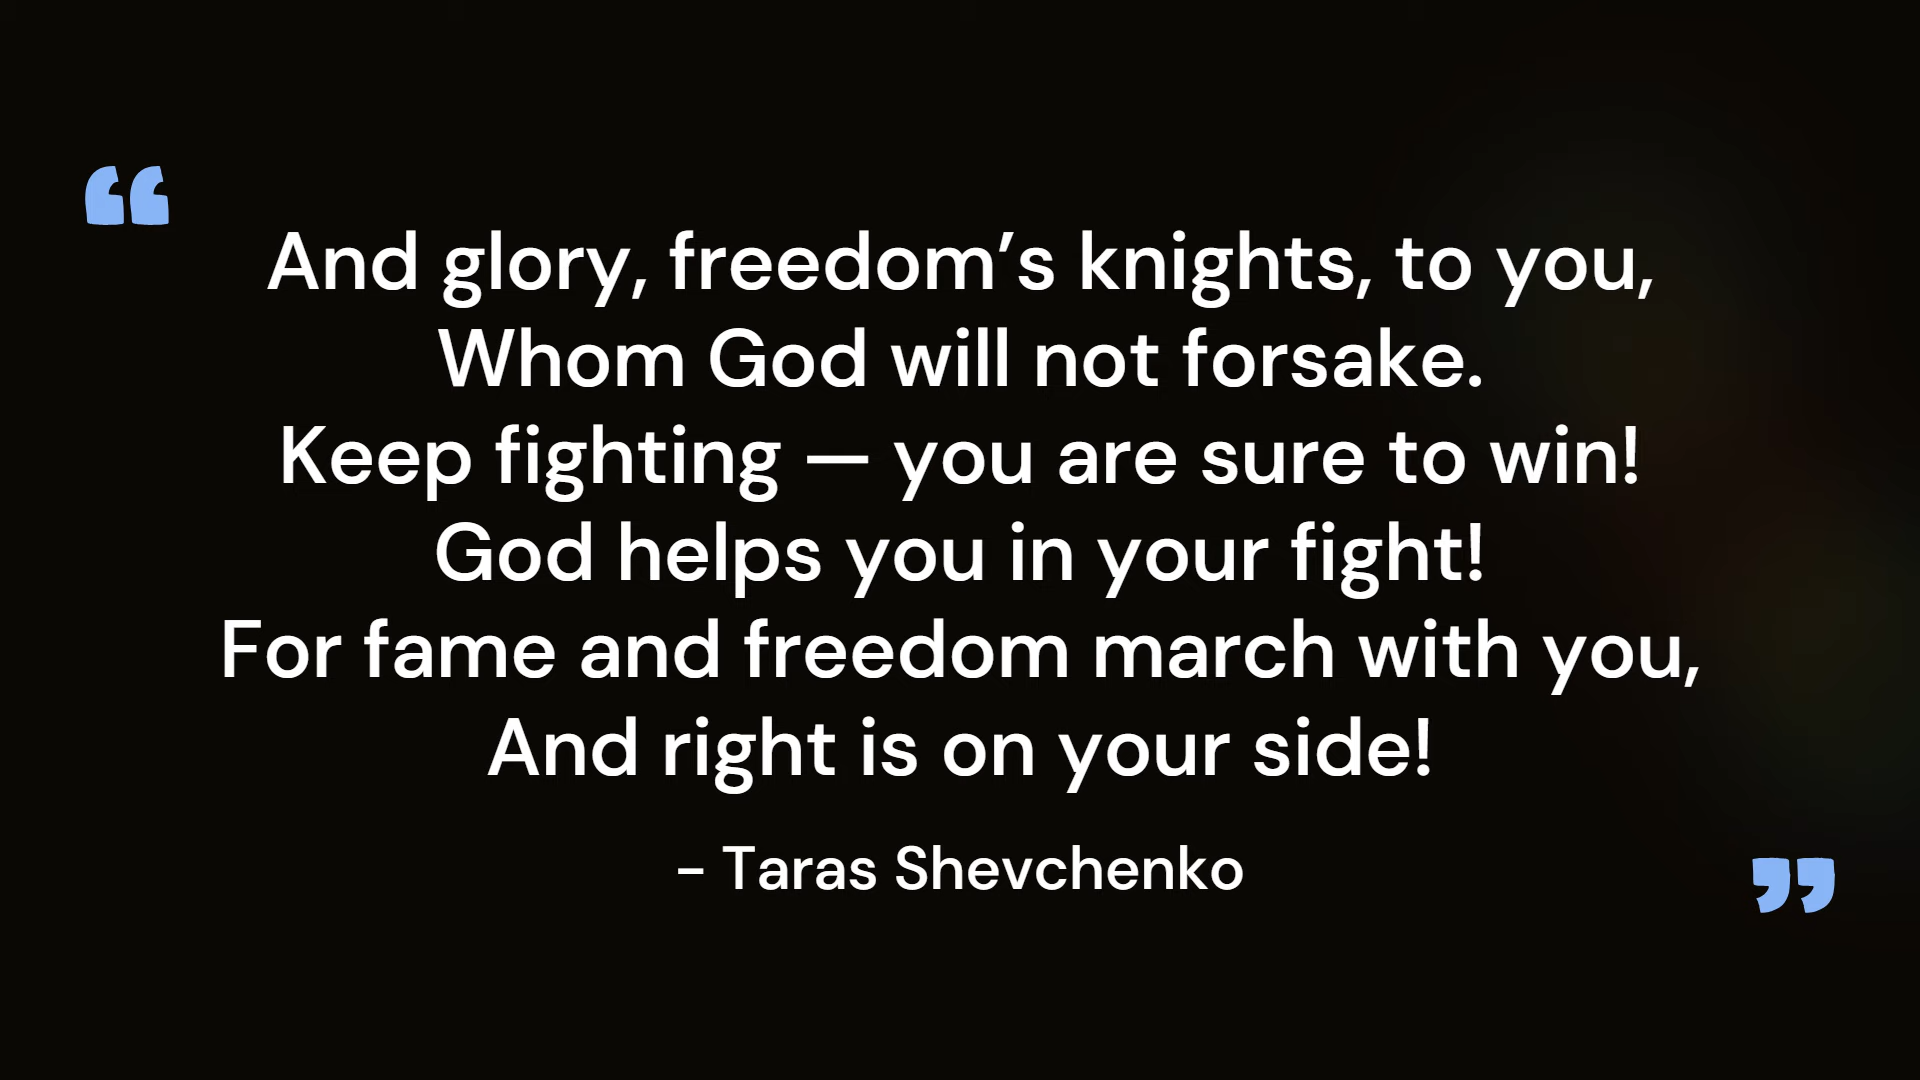 “
And glory, freedom’s knights, to you,
Whom God will not forsake.
Keep fighting — you are sure to win!
God helps you in your fight!
For fame and freedom march with you,
And right is on your side!
– Taras Shevchenko
”